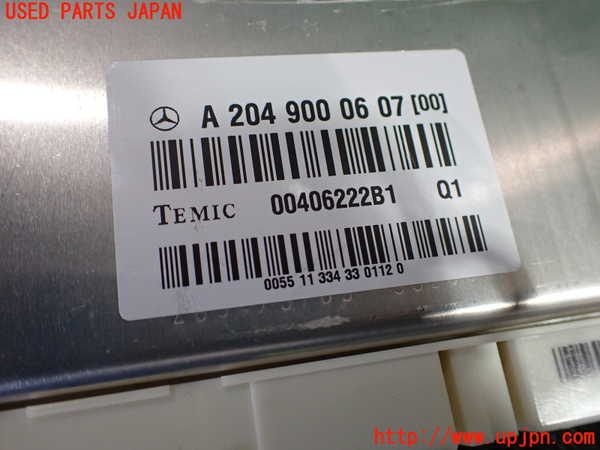 USED PARTS JAPAN
A 204 900 06 07 [00]
TEMIC 00406222B1 Q1
0055 11 334 33 0112 0
http://www.upjpn.com